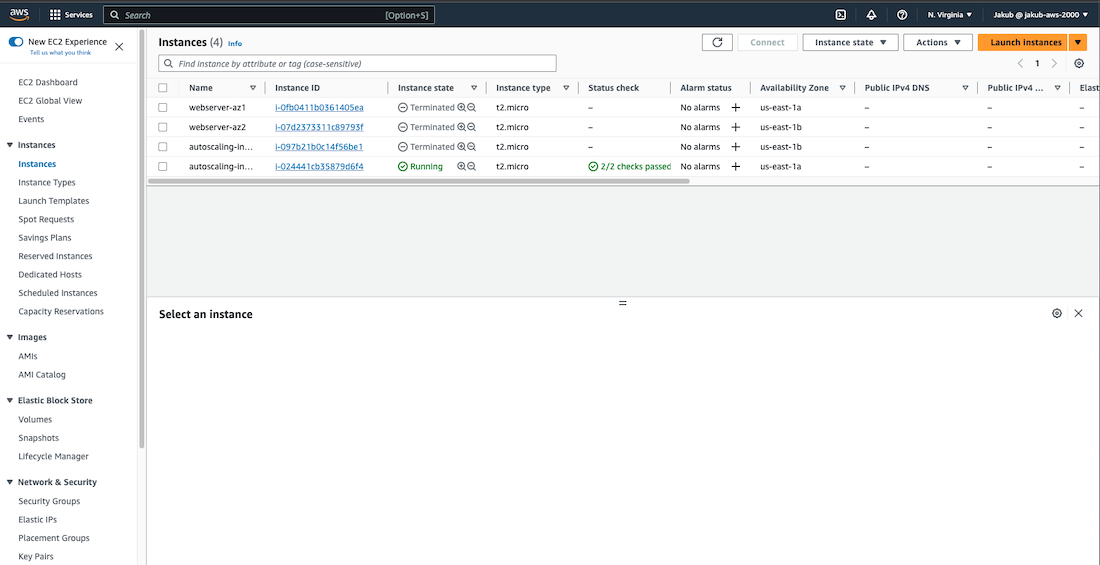 aws Services Search [Option+S] N. Virginia Jakub @ jakub-aws-2000
New EC2 Experience
Tell us what you think
EC2 Dashboard
EC2 Global View
Events
Instances
Instances
Instance Types
Launch Templates
Spot Requests
Savings Plans
Reserved Instances
Dedicated Hosts
Scheduled Instances
Capacity Reservations
Images
AMIs
AMI Catalog
Elastic Block Store
Volumes
Snapshots
Lifecycle Manager
Network & Security
Security Groups
Elastic IPs
Placement Groups
Key Pairs
Instances (4) Info Connect Instance state Actions Launch instances
Find Instance by attribute or tag (case-sensitive) 1
Name Instance ID Instance state Instance type Status check Alarm status Availability Zone Public IPv4 DNS Public IPv4 ... Elast
webserver-az1 i-0fb0411b0361405ea Terminated t2.micro – No alarms + us-east-1a – – –
webserver-az2 i-07d2373311c89793f Terminated t2.micro – No alarms + us-east-1b – – –
autoscaling-in... i-097b21b0c14f56be1 Terminated t2.micro – No alarms + us-east-1b – – –
autoscaling-in... i-024441cb35879d6f4 Running t2.micro 2/2 checks passed No alarms + us-east-1a – – –
Select an instance